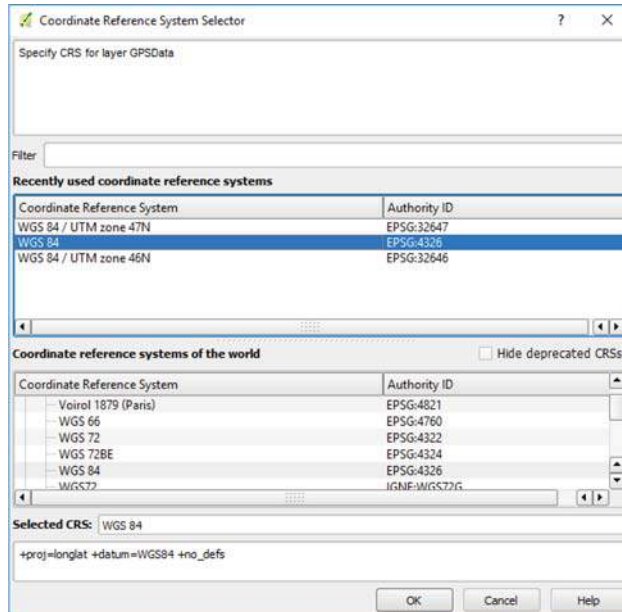 Coordinate Reference System Selector
Specify CRS for layer GPSData
Filter
Recently used coordinate reference systems
Coordinate Reference System Authority ID
WGS 84 / UTM zone 47N EPSG:32647
WGS 84 EPSG:4326
WGS 84 / UTM zone 46N EPSG:32646
Coordinate reference systems of the world Hide deprecated CRSs
Coordinate Reference System Authority ID
Voirol 1879 (Paris) EPSG:4821
WGS 66 EPSG:4760
WGS 72 EPSG:4322
WGS 72BE EPSG:4324
WGS 84 EPSG:4326
WGS72 IGNF:WGS72G
Selected CRS: WGS 84
+proj=longlat +datum=WGS84 +no_defs
OK Cancel Help